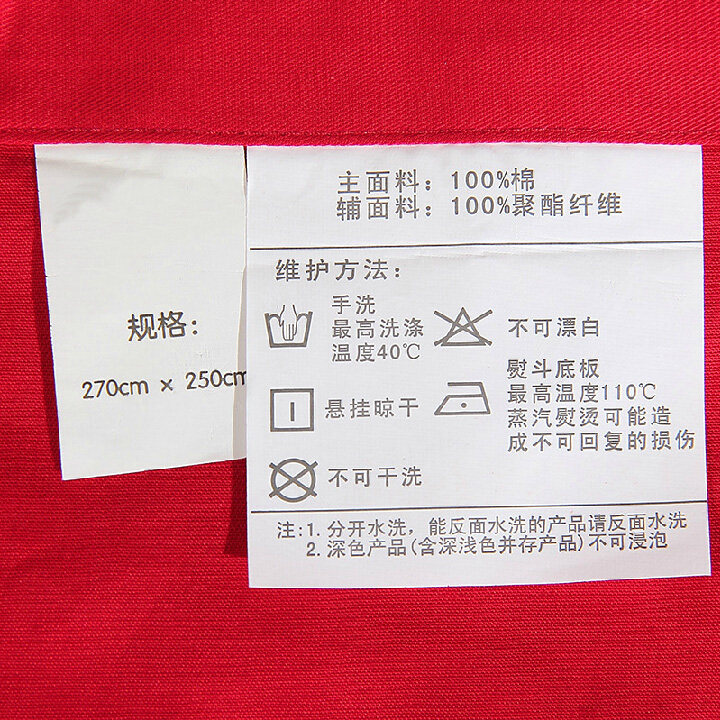 规格：
270cm × 250cm
主面料：100%棉
辅面料：100%聚酯纤维
维护方法：
手洗
最高洗涤
温度40℃
不可漂白
悬挂晾干
熨斗底板
最高温度110℃
蒸汽熨烫可能造
成不可回复的损伤
不可干洗
注:1. 分开水洗，能反面水洗的产品请反面水洗
2. 深色产品(含深浅色并存产品)不可浸泡